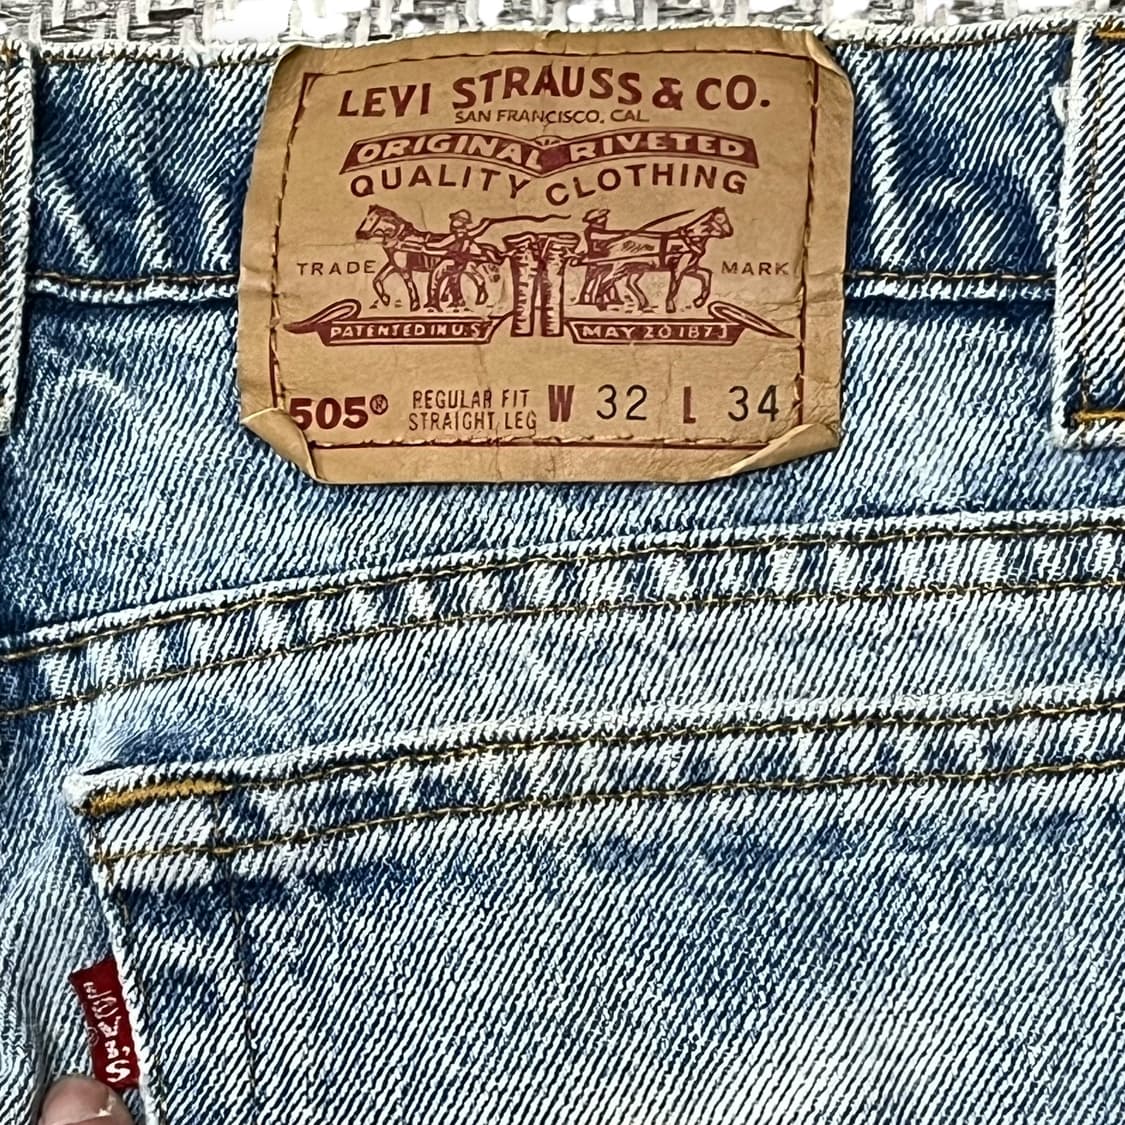 LEVI STRAUSS & CO.
SAN FRANCISCO, CAL.
ORIGINAL RIVETED
QUALITY CLOTHING
TRADE MARK
PATENTED IN U.S. MAY 20 1873
505® REGULAR FIT W 32 L 34
STRAIGHT LEG
LEVI'S